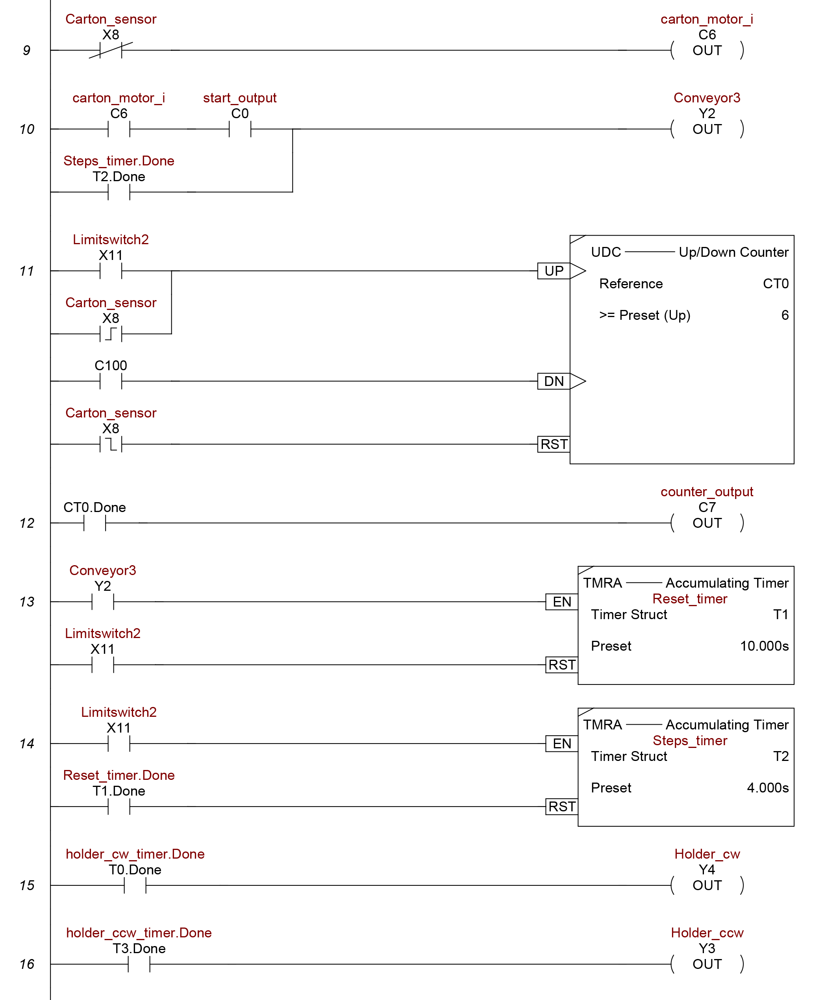 Carton_sensor
X8
carton_motor_i
C6
9
OUT
carton_motor_i
C6
start_output
C0
Conveyor3
Y2
10
OUT
Steps_timer.Done
T2.Done
Limitswitch2
X11
11
UP
UDC Up/Down Counter
Reference CT0
>= Preset (Up) 6
Carton_sensor
X8
C100
DN
Carton_sensor
X8
RST
CT0.Done
counter_output
C7
12
OUT
Conveyor3
Y2
13
EN
TMRA Accumulating Timer
Reset_timer
Timer Struct T1
Preset 10.000s
Limitswitch2
X11
RST
Limitswitch2
X11
14
EN
TMRA Accumulating Timer
Steps_timer
Timer Struct T2
Preset 4.000s
Reset_timer.Done
T1.Done
RST
holder_cw_timer.Done
T0.Done
Holder_cw
Y4
15
OUT
holder_ccw_timer.Done
T3.Done
Holder_ccw
Y3
16
OUT